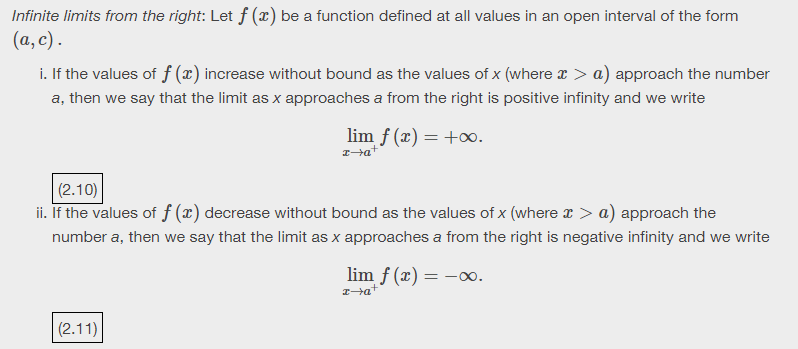 Infinite limits from the right: Let f (x) be a function defined at all values in an open interval of the form
(a, c) .
i. If the values of f (x) increase without bound as the values of x (where x > a) approach the number
a, then we say that the limit as x approaches a from the right is positive infinity and we write
lim f (x) = +∞.
x→a⁺
(2.10)
ii. If the values of f (x) decrease without bound as the values of x (where x > a) approach the
number a, then we say that the limit as x approaches a from the right is negative infinity and we write
lim f (x) = −∞.
x→a⁺
(2.11)